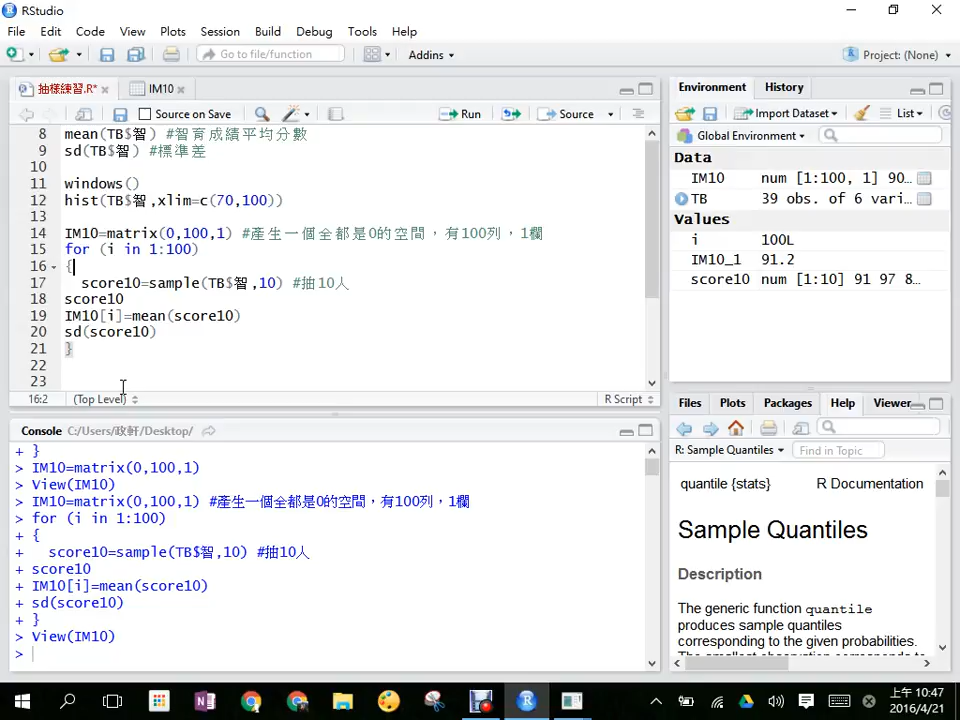 RStudio
File Edit Code View Plots Session Build Debug Tools Help
Go to file/function Addins Project: (None)
抽樣練習.R* IM10
Source on Save Run Source
8 mean(TB$智) #智育成績平均分數
9 sd(TB$智) #標準差
10
11 windows()
12 hist(TB$智,xlim=c(70,100))
13
14 IM10=matrix(0,100,1) #產生一個全都是0的空間，有100列，1欄
15 for (i in 1:100)
16 {
17 score10=sample(TB$智,10) #抽10人
18 score10
19 IM10[i]=mean(score10)
20 sd(score10)
21 }
22
23
16:2 (Top Level) R Script
Console C:/Users/政軒/Desktop/
+ }
> IM10=matrix(0,100,1)
> View(IM10)
> IM10=matrix(0,100,1) #產生一個全都是0的空間，有100列，1欄
> for (i in 1:100)
+ {
+ score10=sample(TB$智,10) #抽10人
+ score10
+ IM10[i]=mean(score10)
+ sd(score10)
+ }
> View(IM10)
>
Environment History
Import Dataset List
Global Environment
Data
IM10 num [1:100, 1] 90…
TB 39 obs. of 6 vari…
Values
i 100L
IM10_1 91.2
score10 num [1:10] 91 97 8…
Files Plots Packages Help Viewer
R: Sample Quantiles Find in Topic
quantile {stats} R Documentation
Sample Quantiles
Description
The generic function quantile
produces sample quantiles
corresponding to the given probabilities.
上午 10:47
2016/4/21